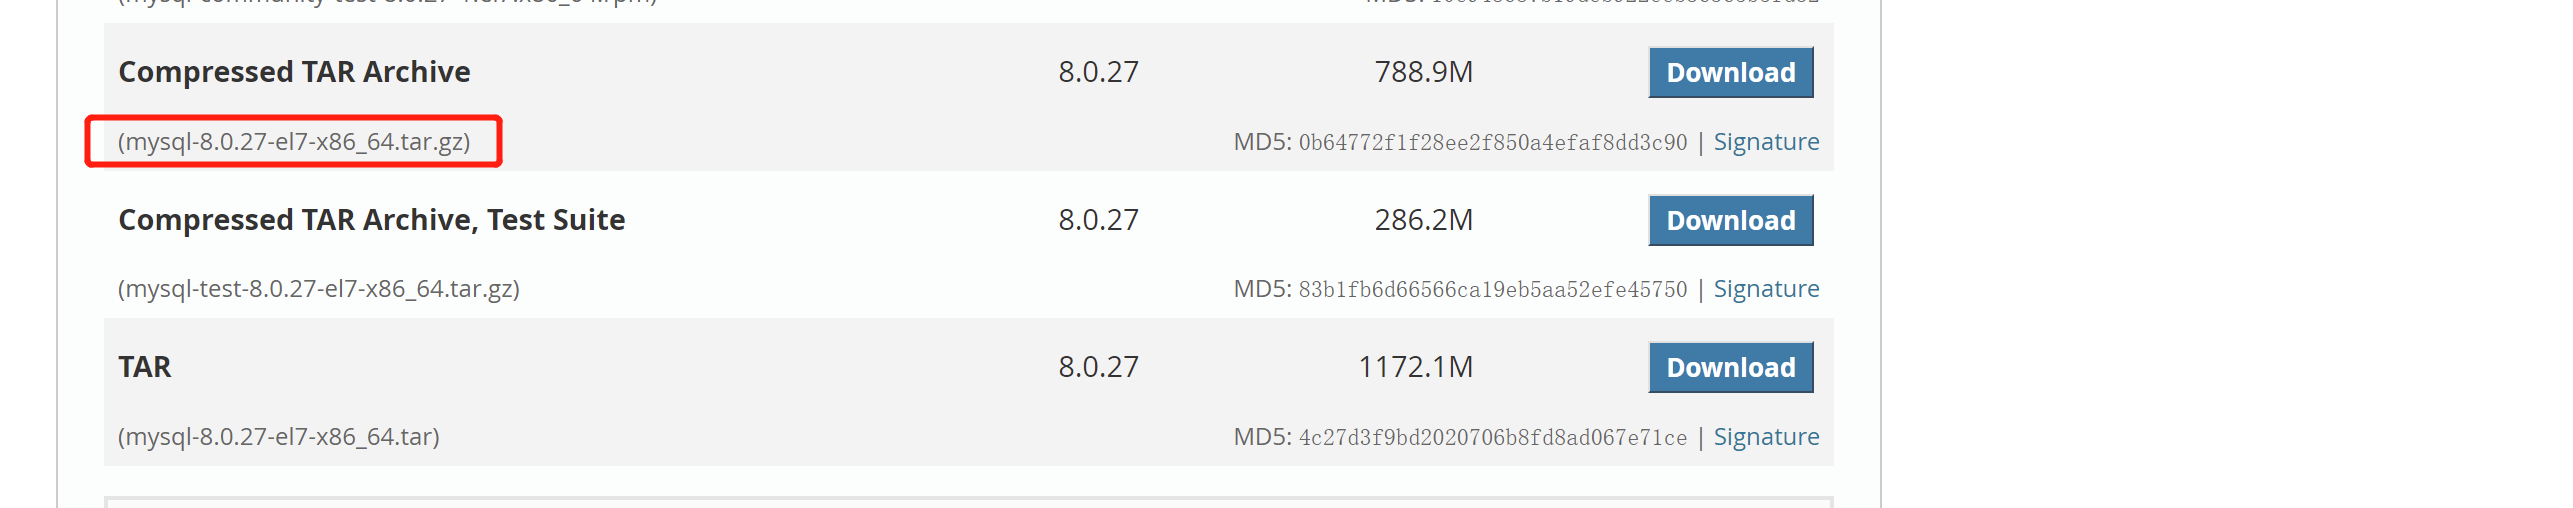 Compressed TAR Archive 8.0.27 788.9M Download
(mysql-8.0.27-el7-x86_64.tar.gz) MD5: 0b64772f1f28ee2f850a4efaf8dd3c90 | Signature
Compressed TAR Archive, Test Suite 8.0.27 286.2M Download
(mysql-test-8.0.27-el7-x86_64.tar.gz) MD5: 83b1fb6d66566ca19eb5aa52efe45750 | Signature
TAR 8.0.27 1172.1M Download
(mysql-8.0.27-el7-x86_64.tar) MD5: 4c27d3f9bd2020706b8fd8ad067e71ce | Signature